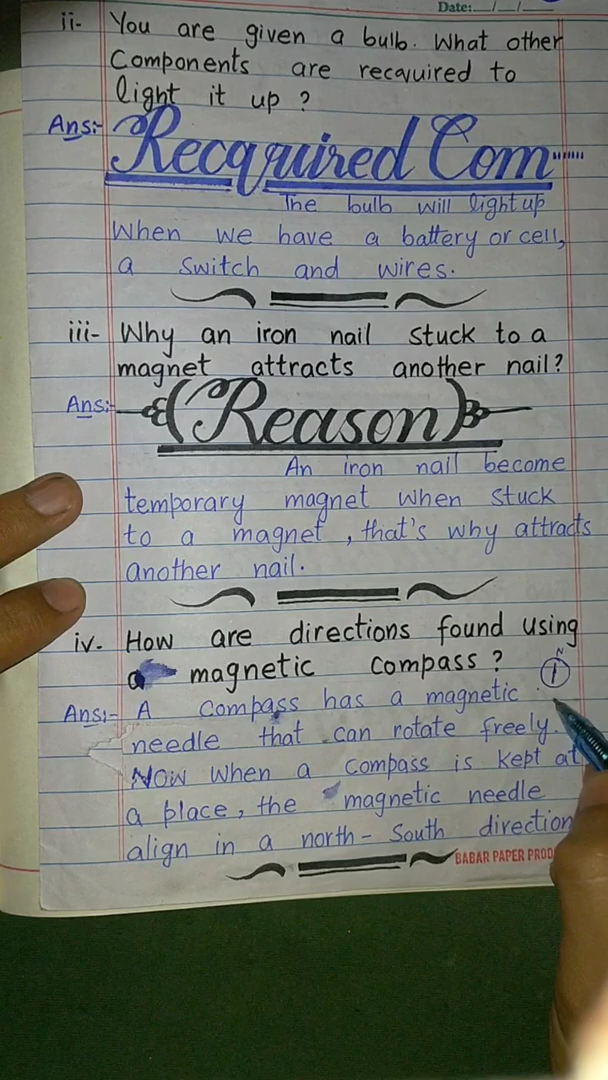 Date: / /
ii- You are given a bulb. What other
Components are recquired to
light it up ?
Ans:- Recqquired Com......
The bulb will light up
When we have a battery or cell,
a switch and wires.
iii- Why an iron nail stuck to a
magnet attracts another nail?
Ans:- (Reason)
An iron nail become
temporary magnet when stuck
to a magnet, that's why attracts
another nail.
iv. How are directions found using
a magnetic compass ?
N
Ans:- A Compass has a magnetic
needle that can rotate freely.
Now when a compass is kept at
a place, the magnetic needle
align in a north - South direction
BABAR PAPER PROD